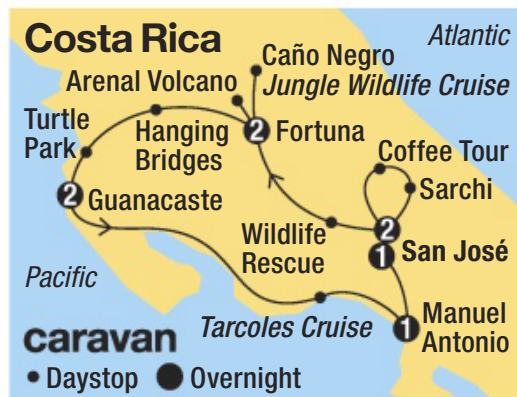 Costa Rica
Atlantic
Caño Negro
Jungle Wildlife Cruise
Arenal Volcano
Turtle
Park
Hanging
Bridges
2
Fortuna
Coffee Tour
Sarchi
2
Guanacaste
Wildlife
Rescue
2
1
San José
Pacific
Tarcoles Cruise
1
Manuel
Antonio
caravan
Daystop
Overnight